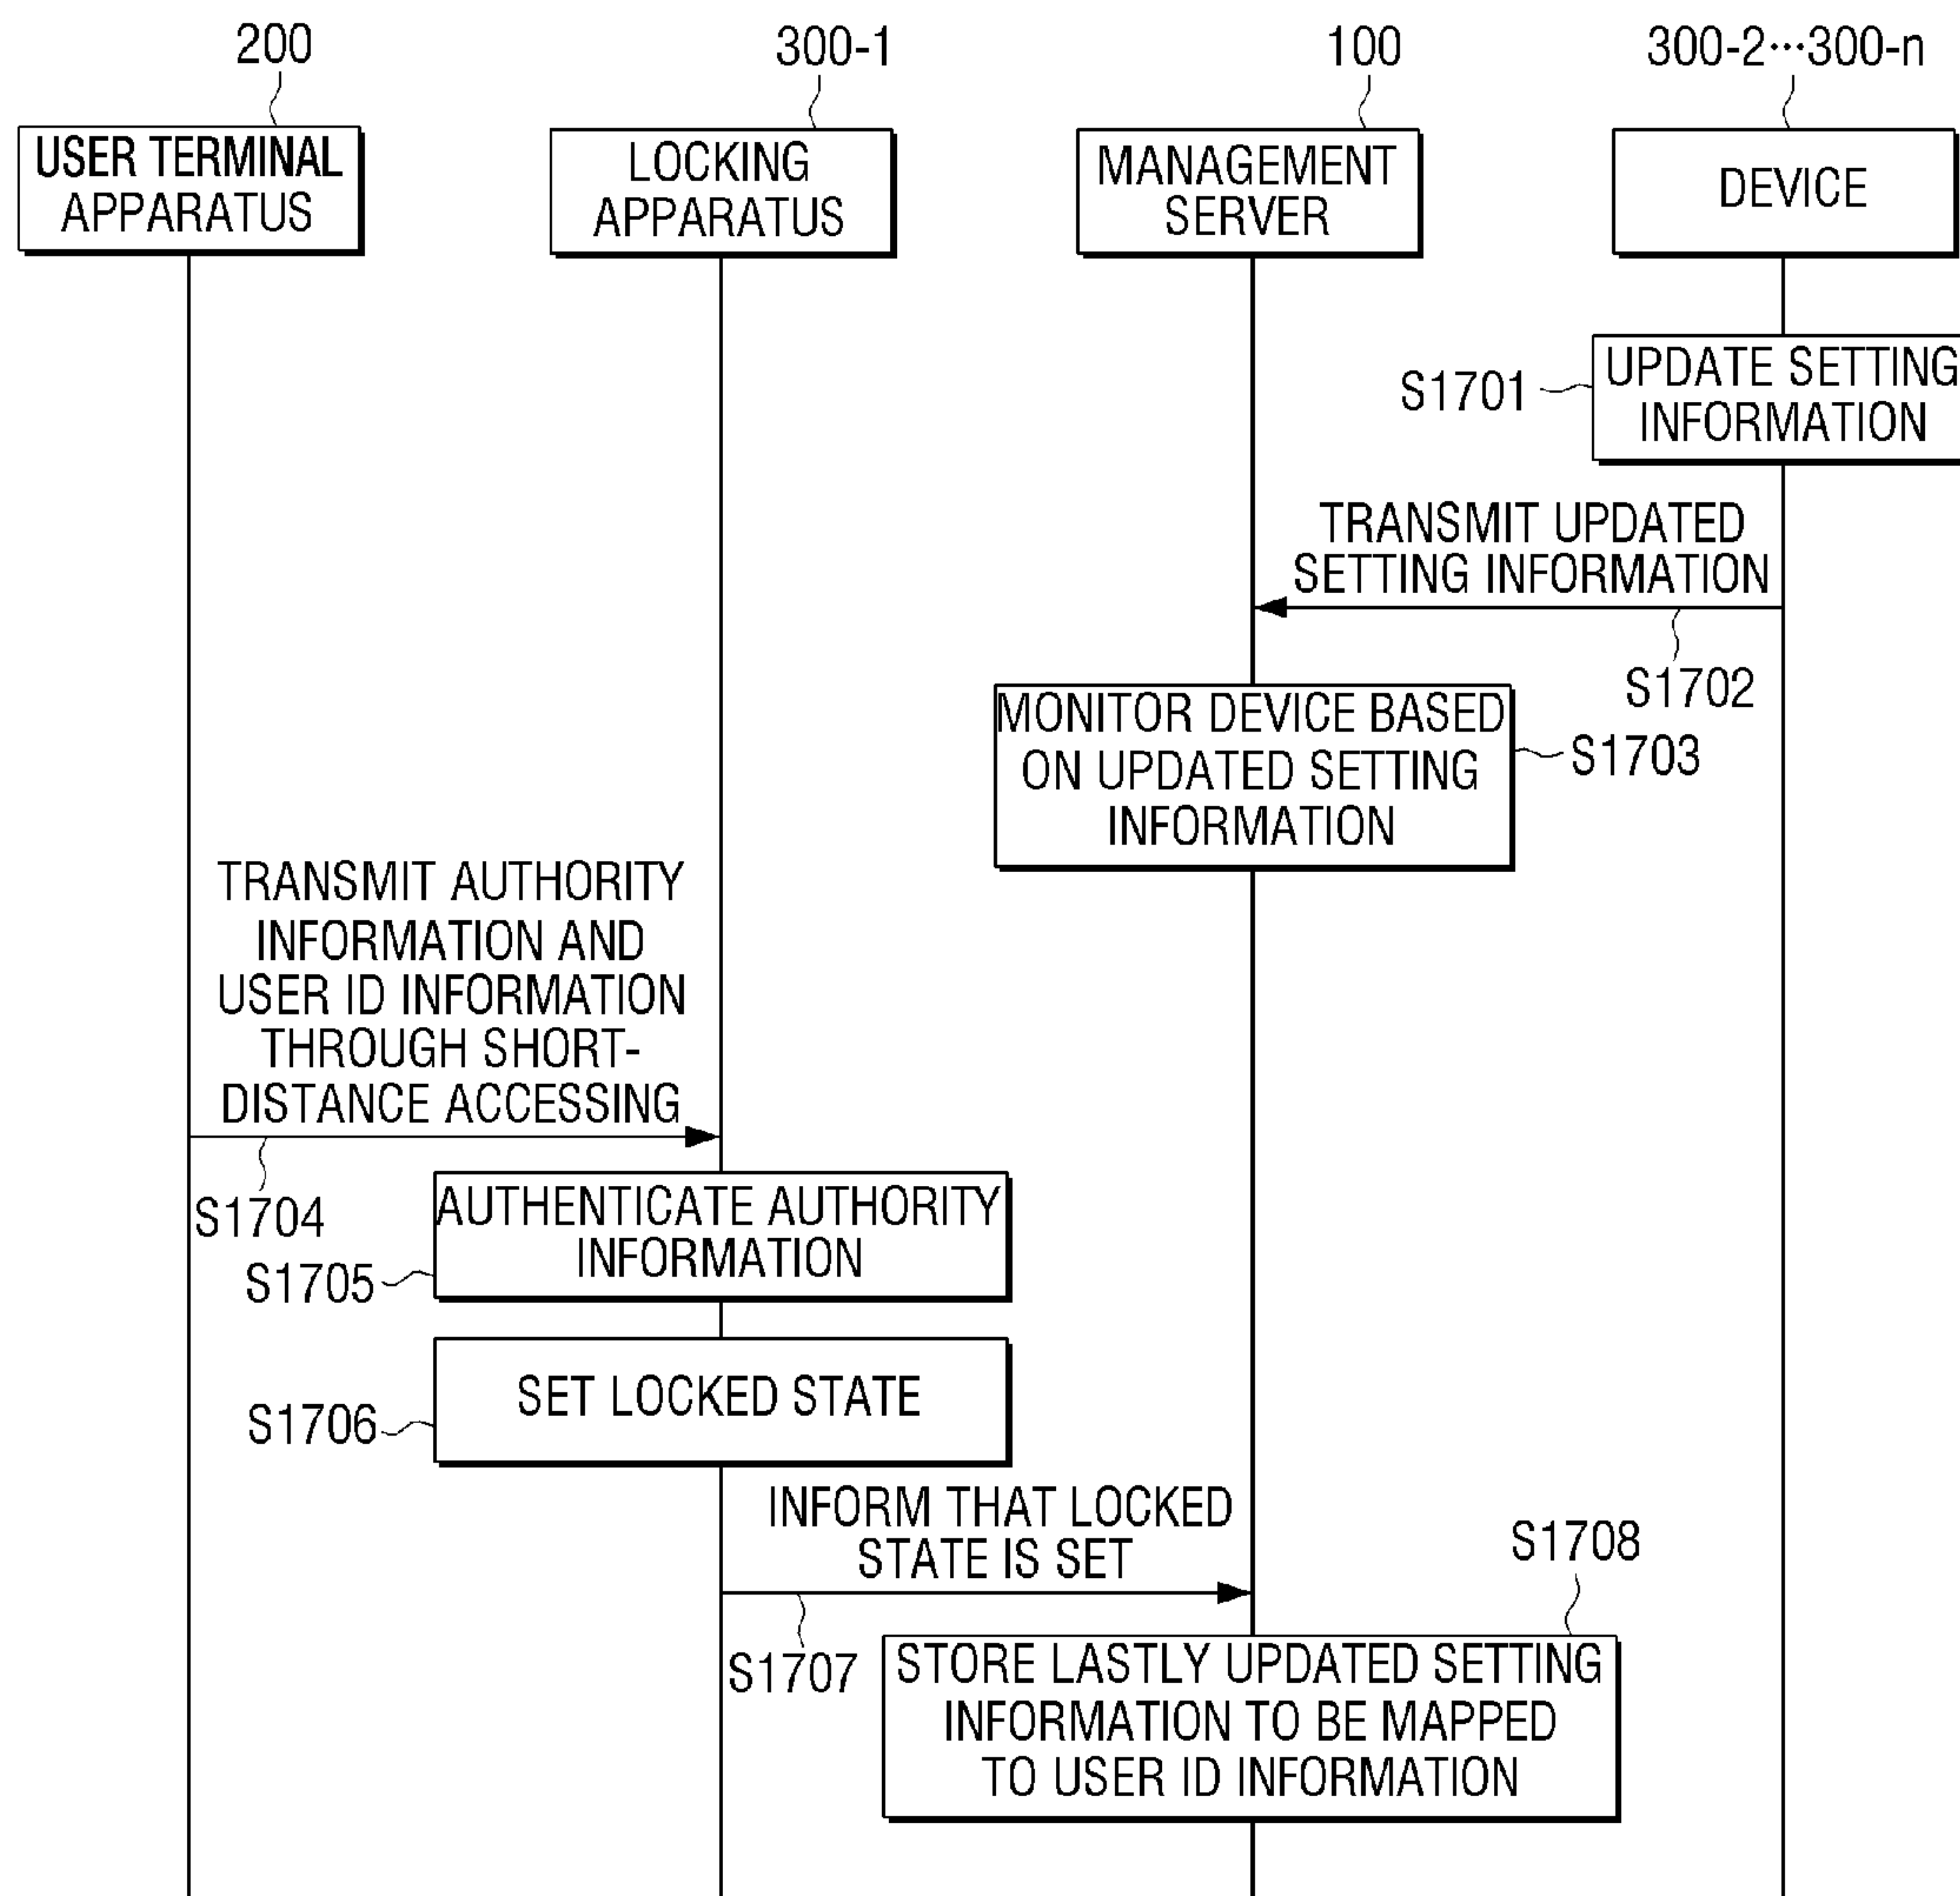 200
300-1
100
300-2···300-n
USER TERMINAL
APPARATUS
LOCKING
APPARATUS
MANAGEMENT
SERVER
DEVICE
S1701
UPDATE SETTING
INFORMATION
TRANSMIT UPDATED
SETTING INFORMATION
S1702
MONITOR DEVICE BASED
ON UPDATED SETTING
INFORMATION
S1703
TRANSMIT AUTHORITY
INFORMATION AND
USER ID INFORMATION
THROUGH SHORT-
DISTANCE ACCESSING
S1704
AUTHENTICATE AUTHORITY
INFORMATION
S1705
SET LOCKED STATE
S1706
INFORM THAT LOCKED
STATE IS SET
S1707
S1708
STORE LASTLY UPDATED SETTING
INFORMATION TO BE MAPPED
TO USER ID INFORMATION